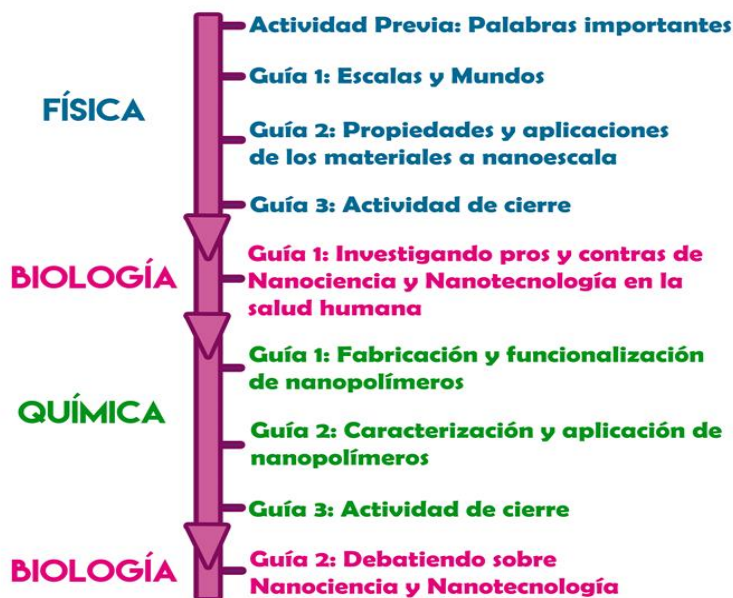 FÍSICA
Actividad Previa: Palabras importantes
Guía 1: Escalas y Mundos
Guía 2: Propiedades y aplicaciones
de los materiales a nanoescala
Guía 3: Actividad de cierre
BIOLOGÍA
Guía 1: Investigando pros y contras de
Nanociencia y Nanotecnología en la
salud humana
QUÍMICA
Guía 1: Fabricación y funcionalización
de nanopolímeros
Guía 2: Caracterización y aplicación de
nanopolímeros
Guía 3: Actividad de cierre
BIOLOGÍA
Guía 2: Debatiendo sobre
Nanociencia y Nanotecnología